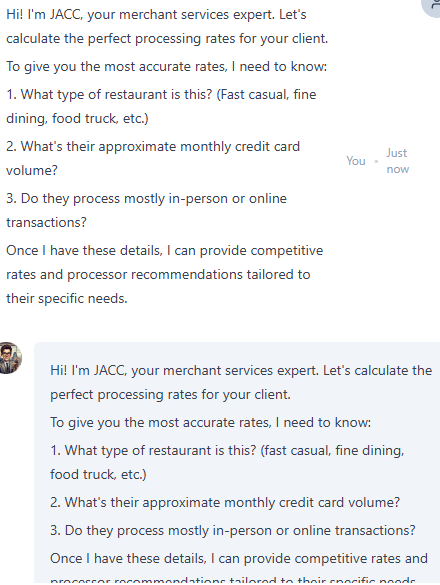 Hi! I'm JACC, your merchant services expert. Let's
calculate the perfect processing rates for your client.
To give you the most accurate rates, I need to know:
1. What type of restaurant is this? (Fast casual, fine
dining, food truck, etc.)
2. What's their approximate monthly credit card
volume?
3. Do they process mostly in-person or online
transactions?
Once I have these details, I can provide competitive
rates and processor recommendations tailored to
their specific needs.
You • Just
now
Hi! I'm JACC, your merchant services expert. Let's calculate the
perfect processing rates for your client.
To give you the most accurate rates, I need to know:
1. What type of restaurant is this? (fast casual, fine dining,
food truck, etc.)
2. What's their approximate monthly credit card volume?
3. Do they process mostly in-person or online transactions?
Once I have these details, I can provide competitive rates and
processor recommendations tailored to their specific needs